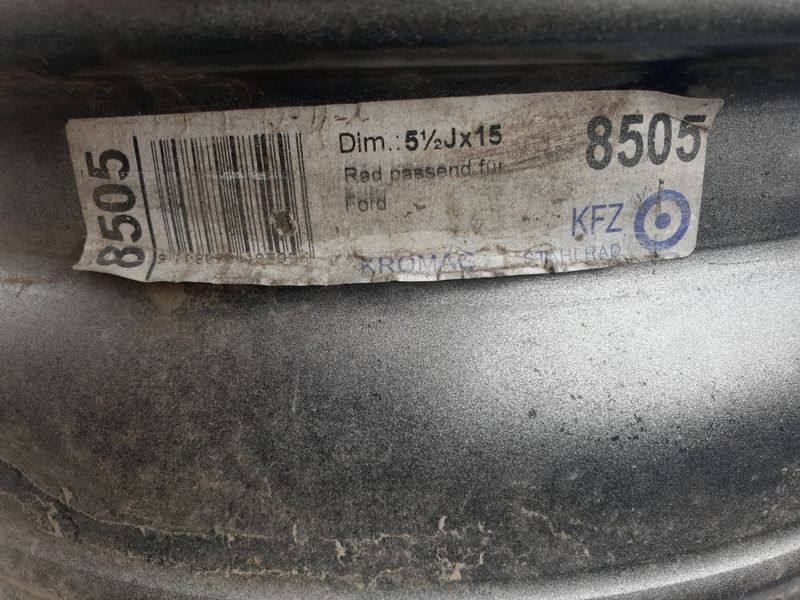 8505
Dim.: 5½Jx15
Rad passend für
Ford
8505
KFZ
KROMAG STAHLRAD